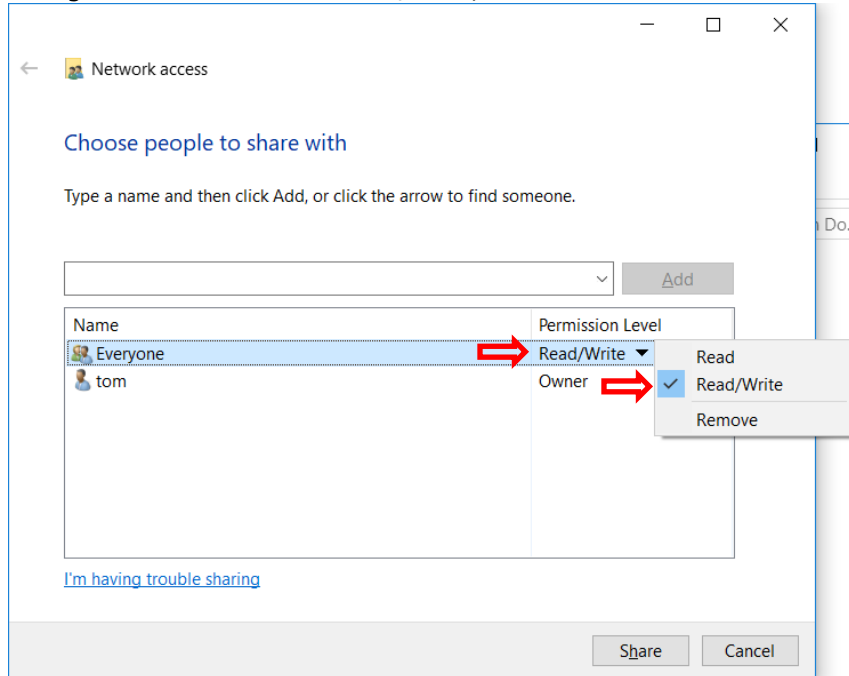 Network access
Choose people to share with
Type a name and then click Add, or click the arrow to find someone.
Do.
Add
Name Permission Level
Everyone Read/Write Read
tom Owner Read/Write
Remove
I'm having trouble sharing
Share Cancel